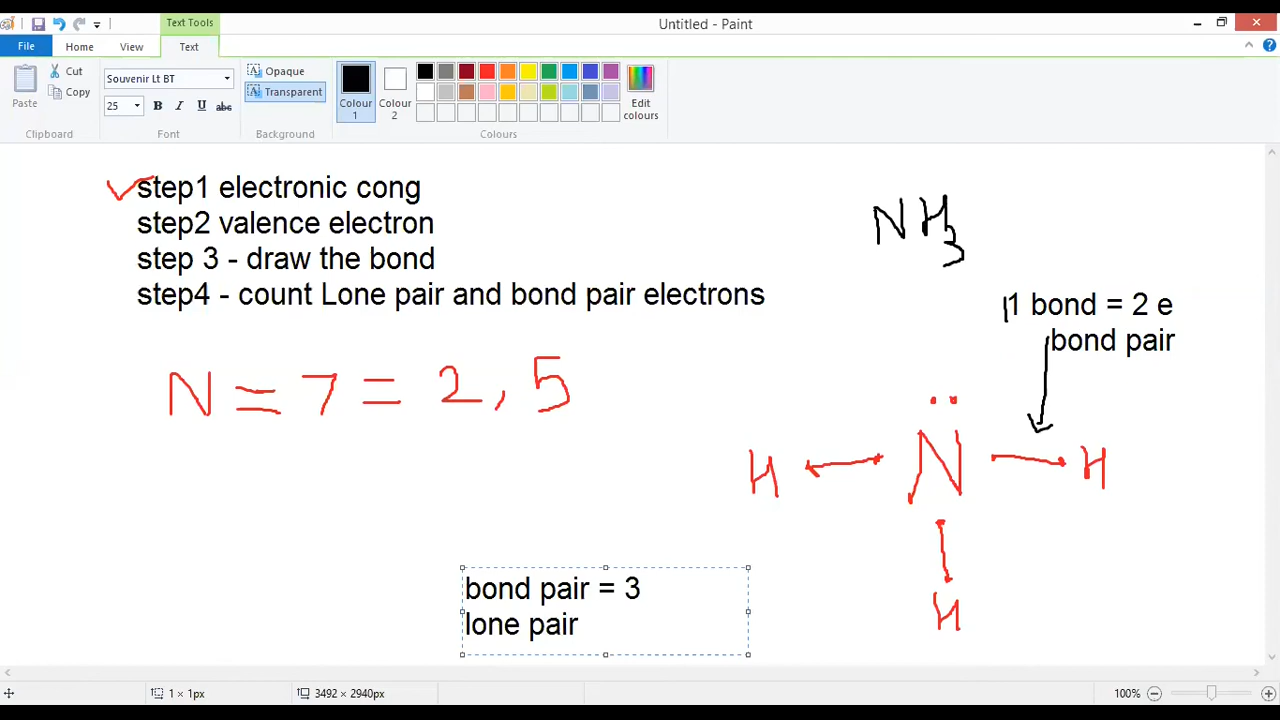 Text Tools
Untitled - Paint
File Home View Text
Paste
Cut
Copy
Clipboard
Souvenir Lt BT
25 B I U abc
Font
Opaque
Transparent
Background
Colour 1
Colour 2
Edit colours
Colours
step1 electronic cong
step2 valence electron
step 3 - draw the bond
step4 - count Lone pair and bond pair electrons
NH3
1 bond = 2 e
bond pair
N = 7 = 2, 5
H N H
H
bond pair = 3
lone pair
1 × 1px
3492 × 2940px
100%